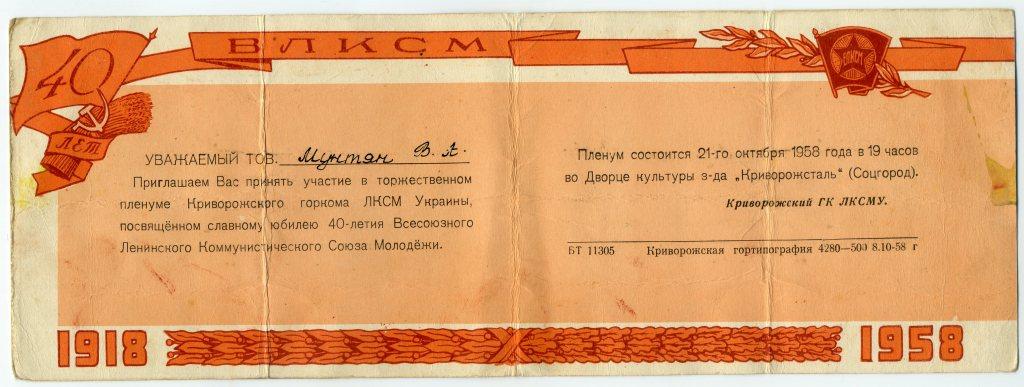 40
ЛЕТ
ВЛКСМ
ВЛКСМ
УВАЖАЕМЫЙ ТОВ. Мунтян В. А.
Приглашаем Вас принять участие в торжественном
пленуме Криворожского горкома ЛКСМ Украины,
посвящённом славному юбилею 40-летия Всесоюзного
Ленинского Коммунистического Союза Молодёжи.
Пленум состоится 21-го октября 1958 года в 19 часов
во Дворце культуры з-да „Криворожсталь" (Соцгород).
Криворожский ГК ЛКСМУ.
БТ 11305 Криворожская гортипография 4280—500 8.10-58 г
1918
1958